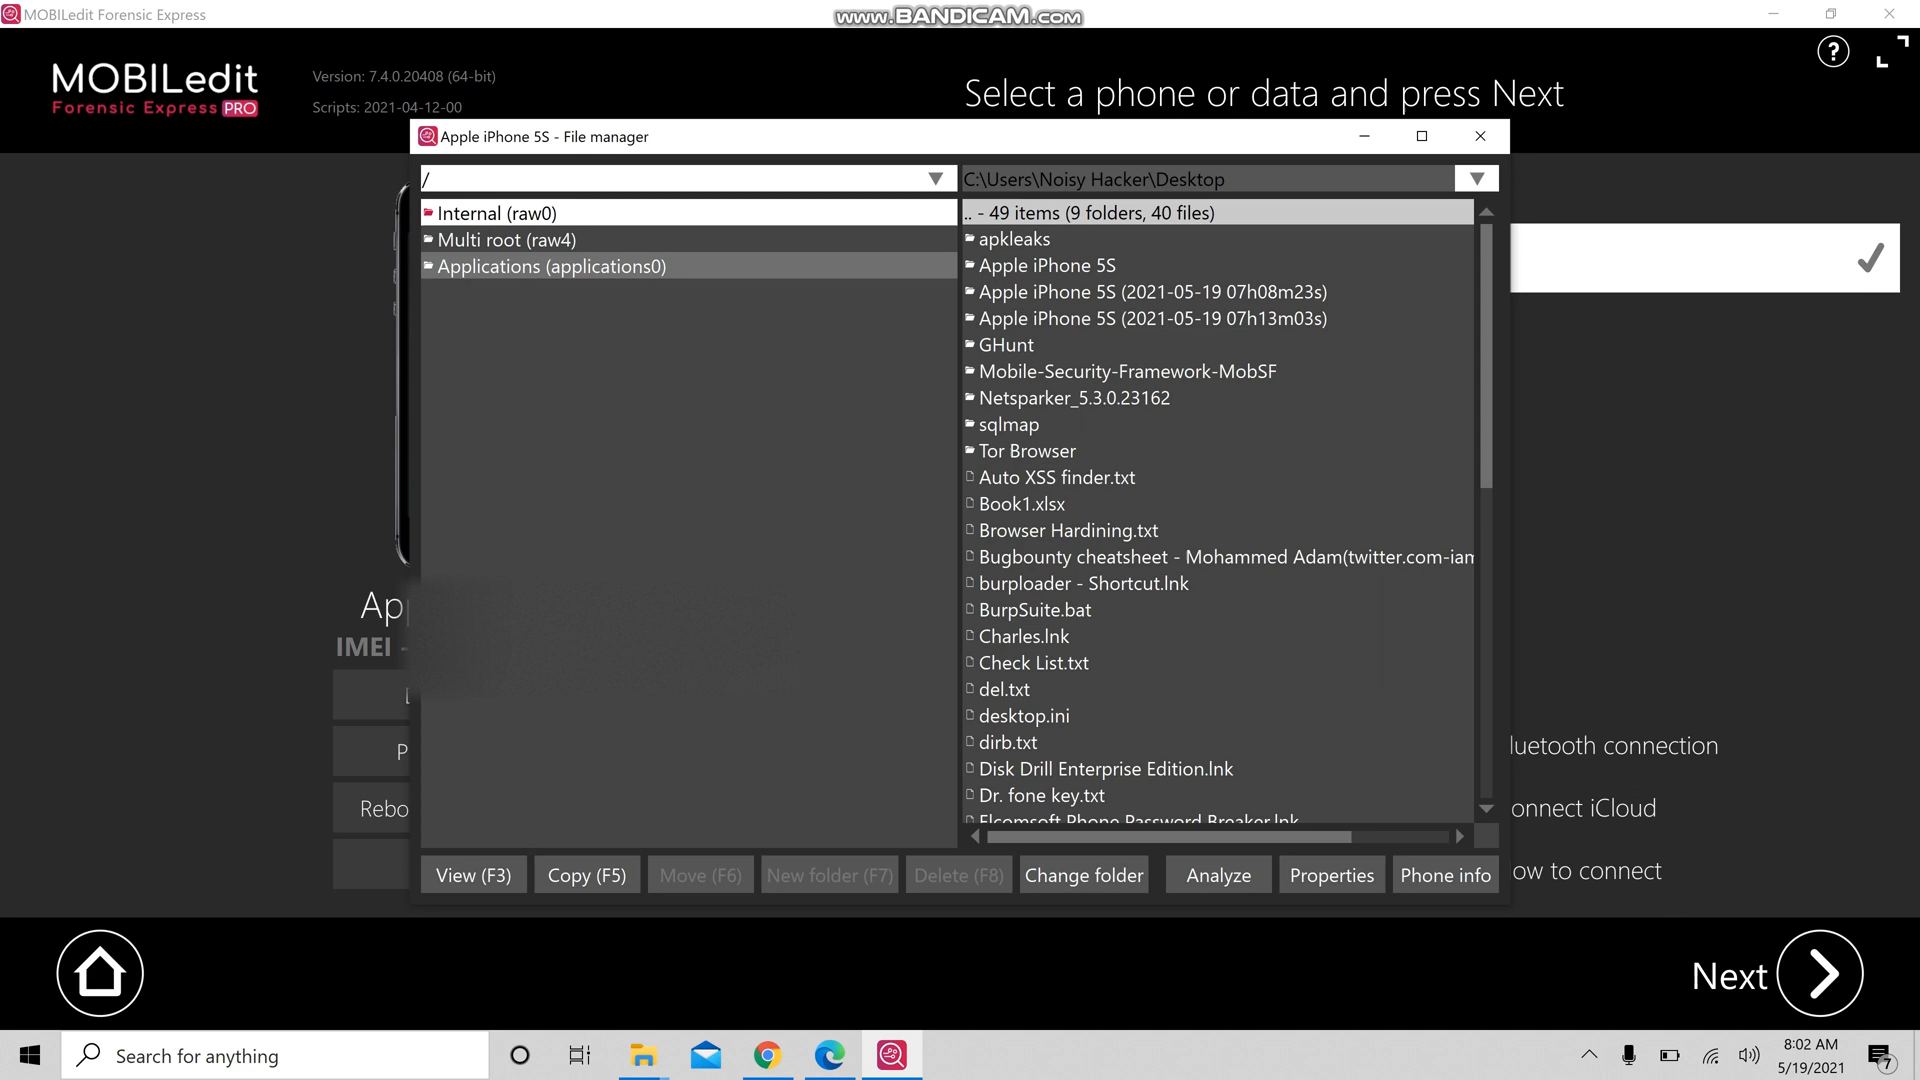 MOBILedit Forensic Express
www.BANDICAM.com
MOBILedit
Forensic Express PRO
Version: 7.4.0.20408 (64-bit)
Scripts: 2021-04-12-00
Select a phone or data and press Next
?
Apple iPhone 5S - File manager
/
C:\Users\Noisy Hacker\Desktop
Internal (raw0)
Multi root (raw4)
Applications (applications0)
.. - 49 items (9 folders, 40 files)
apkleaks
Apple iPhone 5S
Apple iPhone 5S (2021-05-19 07h08m23s)
Apple iPhone 5S (2021-05-19 07h13m03s)
GHunt
Mobile-Security-Framework-MobSF
Netsparker_5.3.0.23162
sqlmap
Tor Browser
Auto XSS finder.txt
Book1.xlsx
Browser Hardining.txt
Bugbounty cheatsheet - Mohammed Adam(twitter.com-iam
burploader - Shortcut.lnk
BurpSuite.bat
Charles.lnk
Check List.txt
del.txt
desktop.ini
dirb.txt
Disk Drill Enterprise Edition.lnk
Dr. fone key.txt
Elcomsoft Phone Password Breaker.lnk
App
IMEI -
P
Rebo
luetooth connection
onnect iCloud
ow to connect
View (F3)
Copy (F5)
Move (F6)
New folder (F7)
Delete (F8)
Change folder
Analyze
Properties
Phone info
Next
Search for anything
8:02 AM
5/19/2021
7